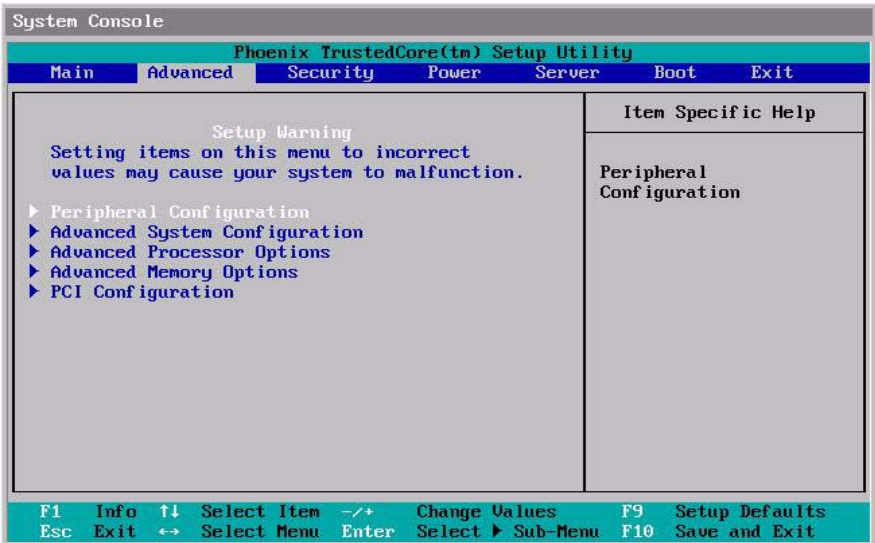 System Console
Phoenix TrustedCore(tm) Setup Utility
Main Advanced Security Power Server Boot Exit
Setup Warning
Setting items on this menu to incorrect
values may cause your system to malfunction.
▶ Peripheral Configuration
▶ Advanced System Configuration
▶ Advanced Processor Options
▶ Advanced Memory Options
▶ PCI Configuration
Item Specific Help
Peripheral
Configuration
F1 Info ↑↓ Select Item -/+ Change Values F9 Setup Defaults
Esc Exit ↔ Select Menu Enter Select ▶ Sub-Menu F10 Save and Exit